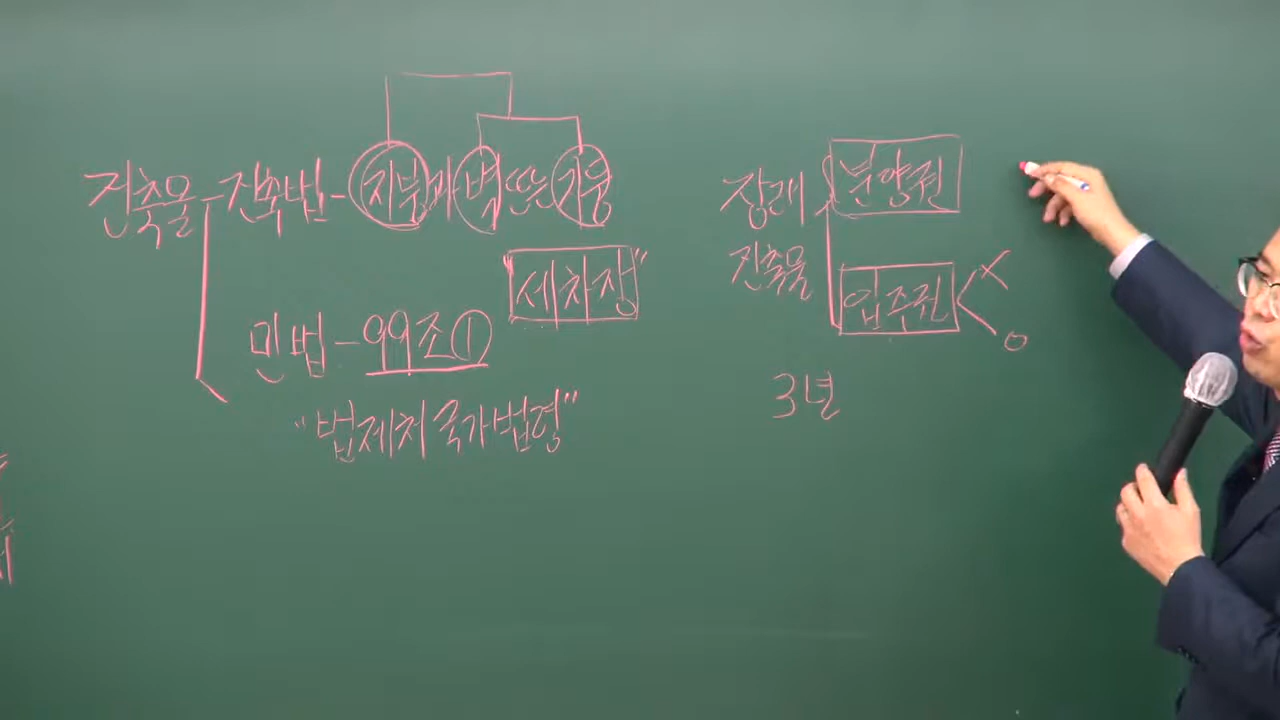 건축물 - 건축법 - 지붕과 벽 또는 기둥
"세차장"
민법 - 99조①
"법제처 국가법령"
장래 분양권
건축물 입주권 X
O
3년